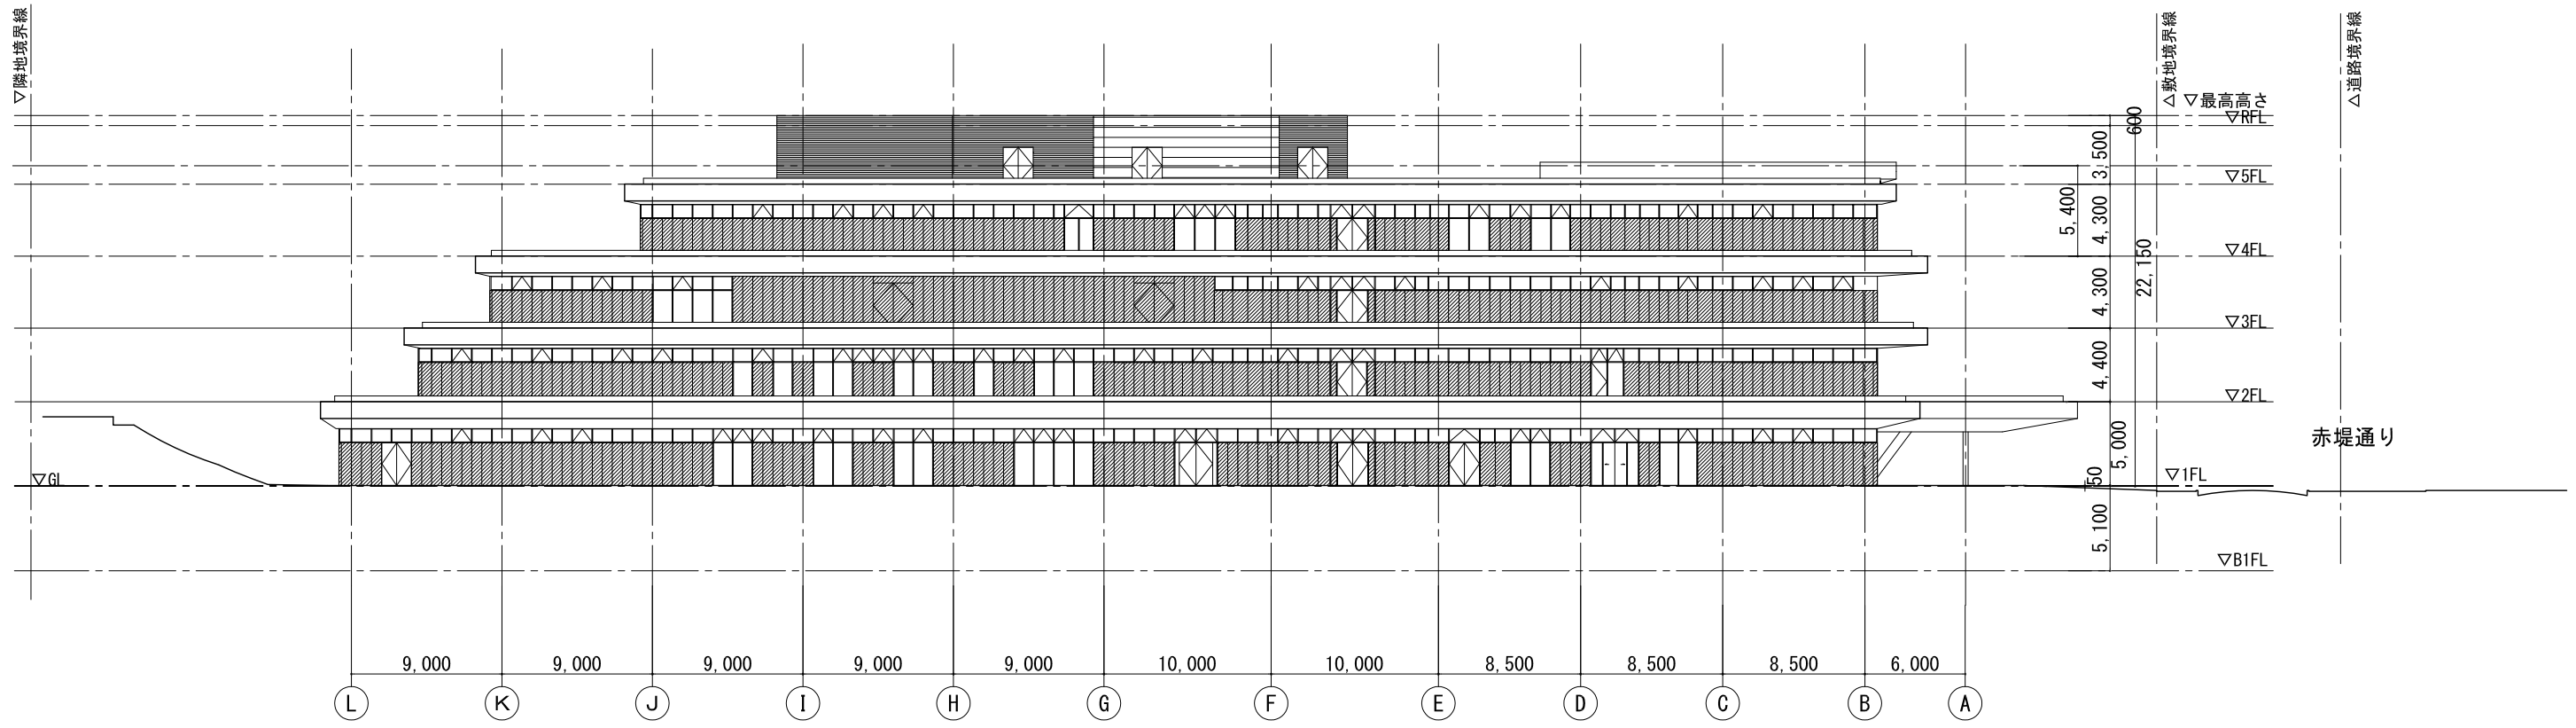 ▽隣地境界線
△敷地境界線
△道路境界線
▽最高高さ
▽RFL
600
3,500
▽5FL
5,400
4,300
▽4FL
22,150
4,300
▽3FL
4,400
▽2FL
5,000
赤堤通り
▽GL
▽1FL
50
5,100
▽B1FL
9,000 9,000 9,000 9,000 9,000 10,000 10,000 8,500 8,500 8,500 6,000
L K J I H G F E D C B A